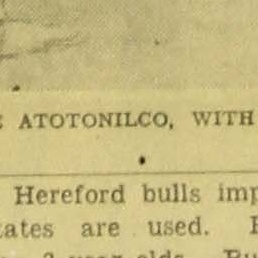 ATOTONILCO, WITH
Hereford bulls imp
tates are used.